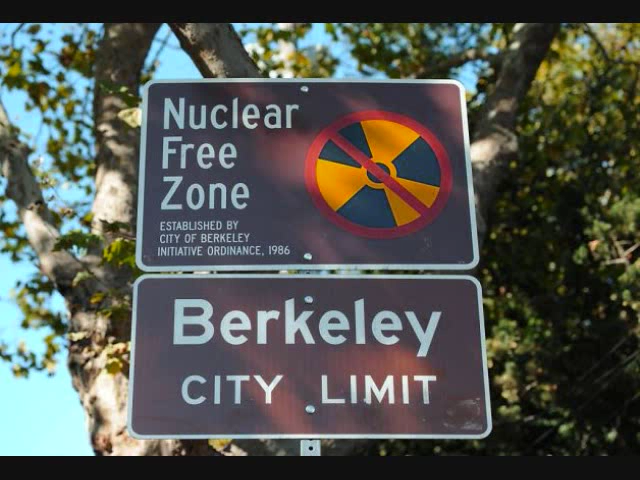 Nuclear
Free
Zone
ESTABLISHED BY
CITY OF BERKELEY
INITIATIVE ORDINANCE, 1986
Berkeley
CITY LIMIT